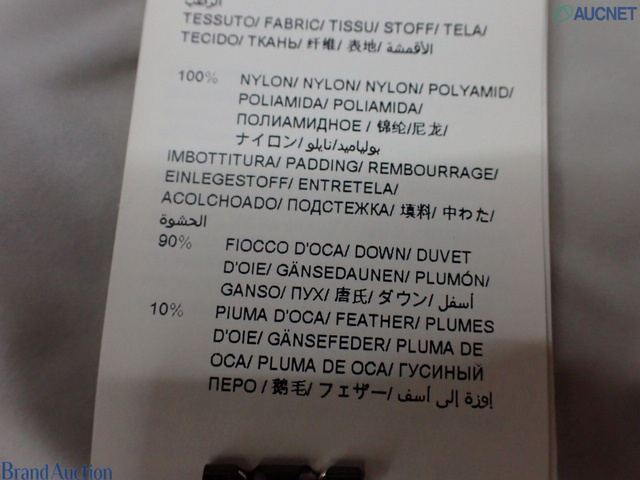 AUCNET
TESSUTO/ FABRIC/ TISSU/ STOFF/ TELA/
TECIDO/ ТКАНЬ/ 纤维/ 表地/ الأقمشة
100% NYLON/ NYLON/ NYLON/ POLYAMID/
POLIAMIDA/ POLIAMIDA/
ПОЛИАМИДНОЕ / 锦纶/尼龙/
ナイロン/ بولياميد/نايلو
IMBOTTITURA/ PADDING/ REMBOURRAGE/
EINLEGESTOFF/ ENTRETELA/
ACOLCHOADO/ ПОДСТЕЖКА/ 填料/ 中わた/
الحشوة
90% FIOCCO D'OCA/ DOWN/ DUVET
D'OIE/ GÄNSEDAUNEN/ PLUMÓN/
GANSO/ ПУХ/ 唐氏/ ダウン/ أسفل
10% PIUMA D'OCA/ FEATHER/ PLUMES
D'OIE/ GÄNSEFEDER/ PLUMA DE
OCA/ PLUMA DE OCA/ ГУСИНЫЙ
ПЕРО / 鹅毛/ フェザー/ إوزة إلى أسف
Brand Auction